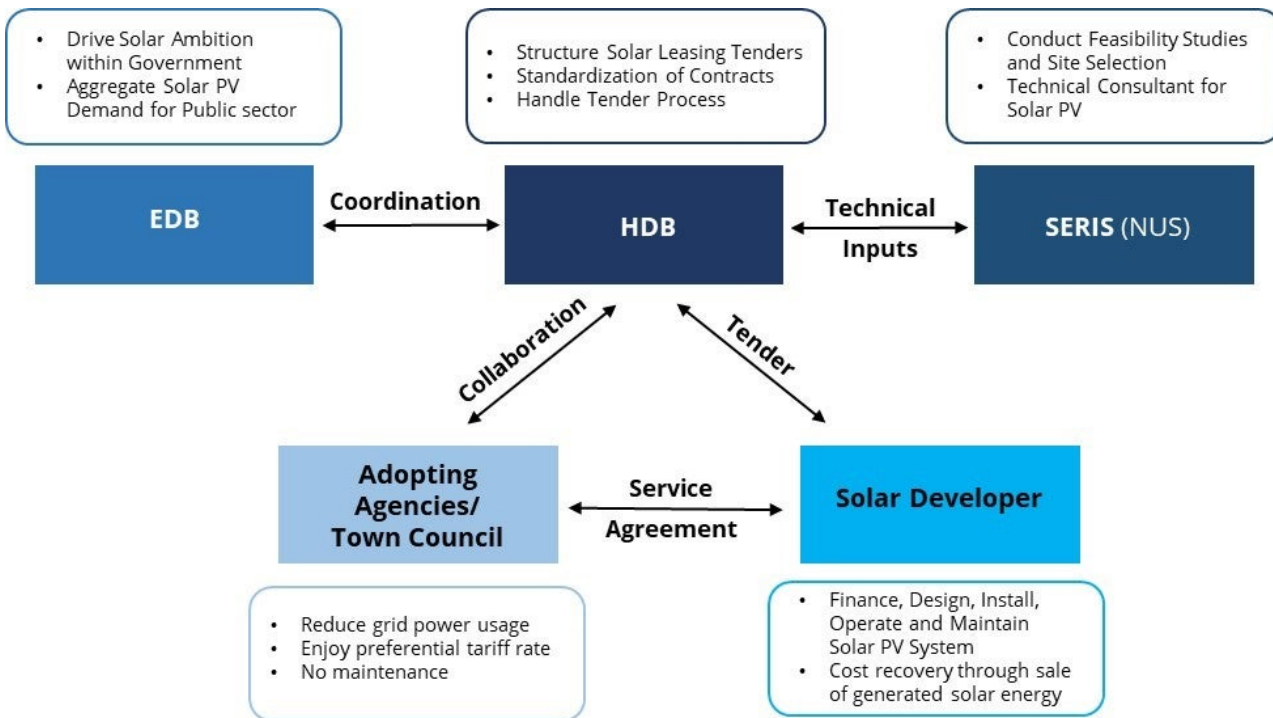 • Drive Solar Ambition
within Government
• Aggregate Solar PV
Demand for Public sector
• Structure Solar Leasing Tenders
• Standardization of Contracts
• Handle Tender Process
• Conduct Feasibility Studies
and Site Selection
• Technical Consultant for
Solar PV
EDB
Coordination
HDB
Technical
Inputs
SERIS (NUS)
Collaboration
Tender
Adopting
Agencies/
Town Council
Service
Agreement
Solar Developer
• Reduce grid power usage
• Enjoy preferential tariff rate
• No maintenance
• Finance, Design, Install,
Operate and Maintain
Solar PV System
• Cost recovery through sale
of generated solar energy